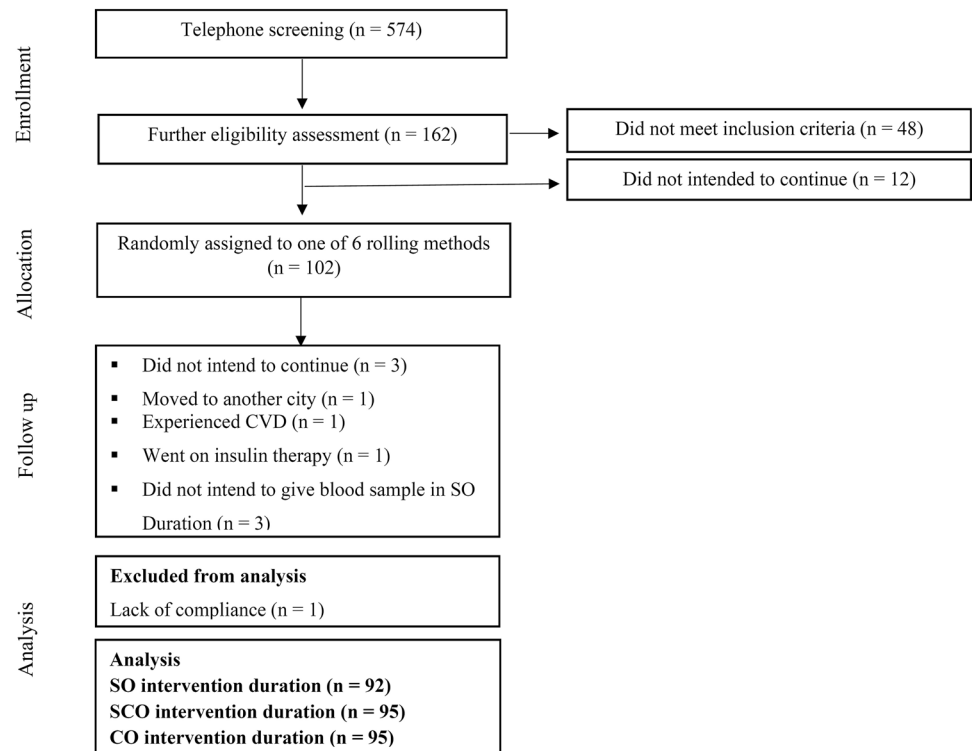 Enrollment
Telephone screening (n = 574)
Further eligibility assessment (n = 162)
Did not meet inclusion criteria (n = 48)
Did not intended to continue (n = 12)
Allocation
Randomly assigned to one of 6 rolling methods
(n = 102)
Follow up
▪ Did not intend to continue (n = 3)
▪ Moved to another city (n = 1)
▪ Experienced CVD (n = 1)
▪ Went on insulin therapy (n = 1)
▪ Did not intend to give blood sample in SO
Duration (n = 3)
Analysis
Excluded from analysis
Lack of compliance (n = 1)
Analysis
SO intervention duration (n = 92)
SCO intervention duration (n = 95)
CO intervention duration (n = 95)